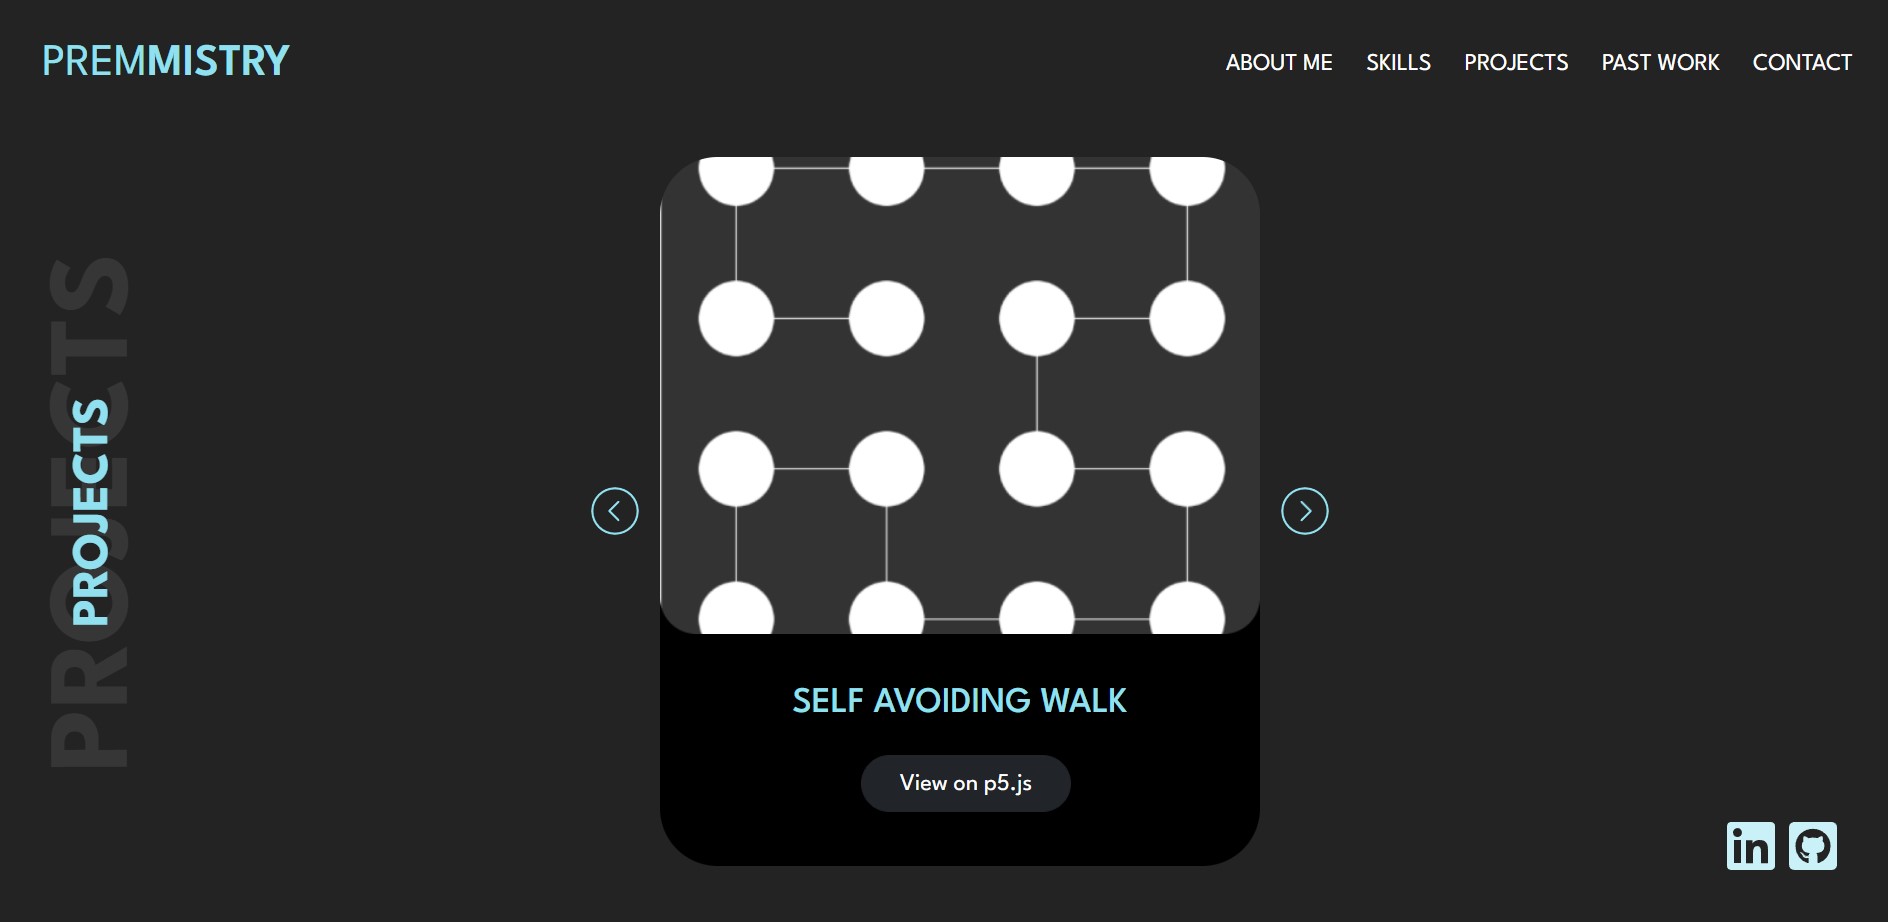 PREMMISTRY
ABOUT ME SKILLS PROJECTS PAST WORK CONTACT
PROJECTS
PROJECTS
SELF AVOIDING WALK
View on p5.js
in